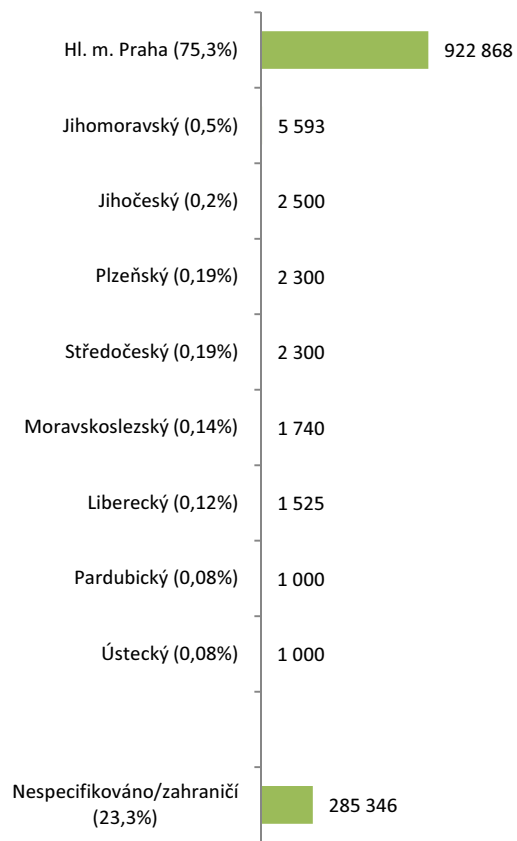 Hl. m. Praha (75,3%) 922 868
Jihomoravský (0,5%) 5 593
Jihočeský (0,2%) 2 500
Plzeňský (0,19%) 2 300
Středočeský (0,19%) 2 300
Moravskoslezský (0,14%) 1 740
Liberecký (0,12%) 1 525
Pardubický (0,08%) 1 000
Ústecký (0,08%) 1 000
Nespecifikováno/zahraničí
(23,3%) 285 346